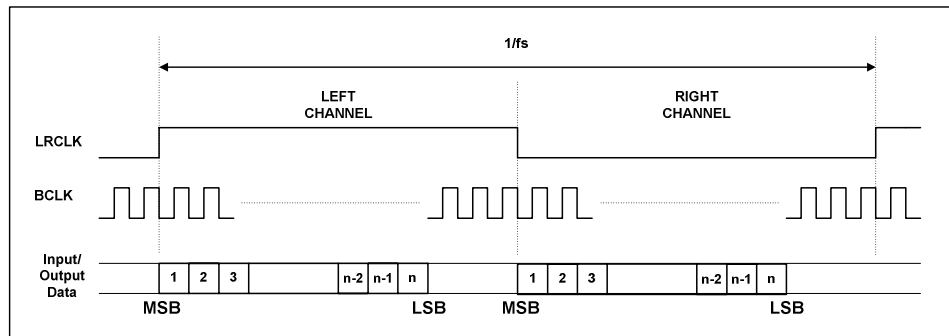 1/fs
LEFT
CHANNEL
RIGHT
CHANNEL
LRCLK
BCLK
Input/
Output
Data
1 2 3 n-2 n-1 n 1 2 3 n-2 n-1 n
MSB LSB MSB LSB